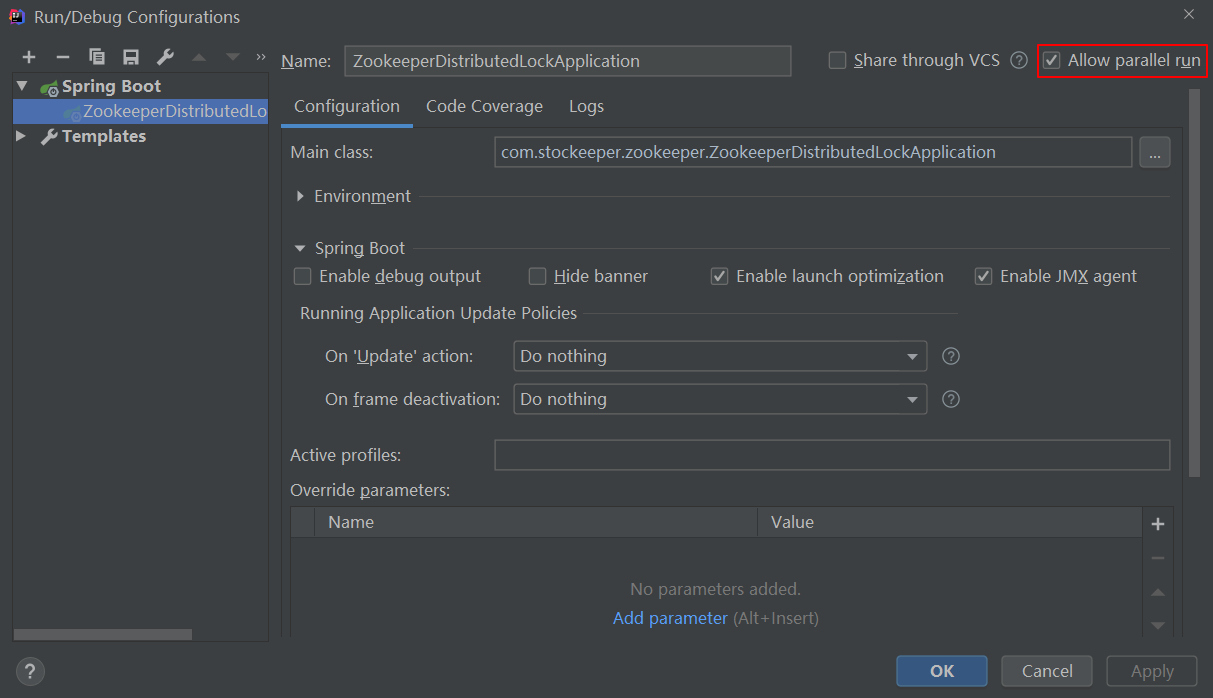 Run/Debug Configurations
Name: ZookeeperDistributedLockApplication Share through VCS ? Allow parallel run
Spring Boot
ZookeeperDistributedLo
Templates
Configuration Code Coverage Logs
Main class: com.stockeeper.zookeeper.ZookeeperDistributedLockApplication ...
Environment
Spring Boot
Enable debug output Hide banner Enable launch optimization Enable JMX agent
Running Application Update Policies
On 'Update' action: Do nothing ?
On frame deactivation: Do nothing ?
Active profiles:
Override parameters:
Name Value
No parameters added.
Add parameter (Alt+Insert)
? OK Cancel Apply